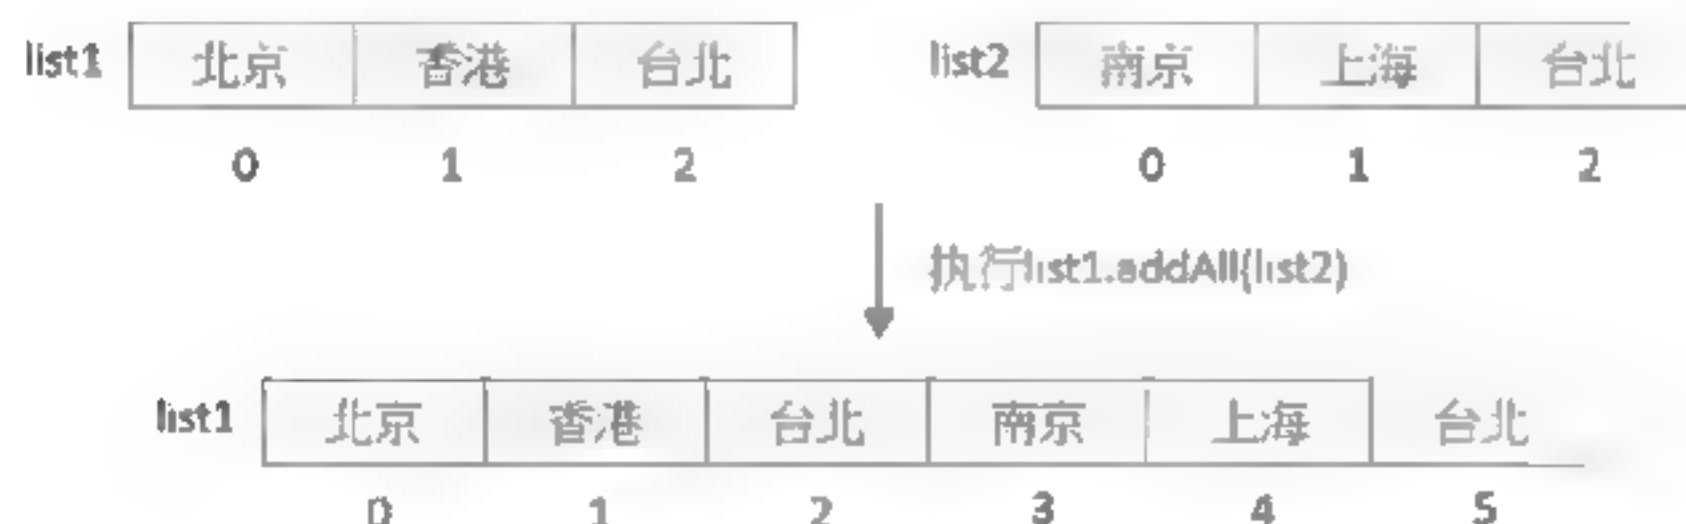 list1 北京 香港 台北 list2 南京 上海 台北
0 1 2 0 1 2
执行list1.addAll(list2)
list1 北京 香港 台北 南京 上海 台北
0 1 2 3 4 5